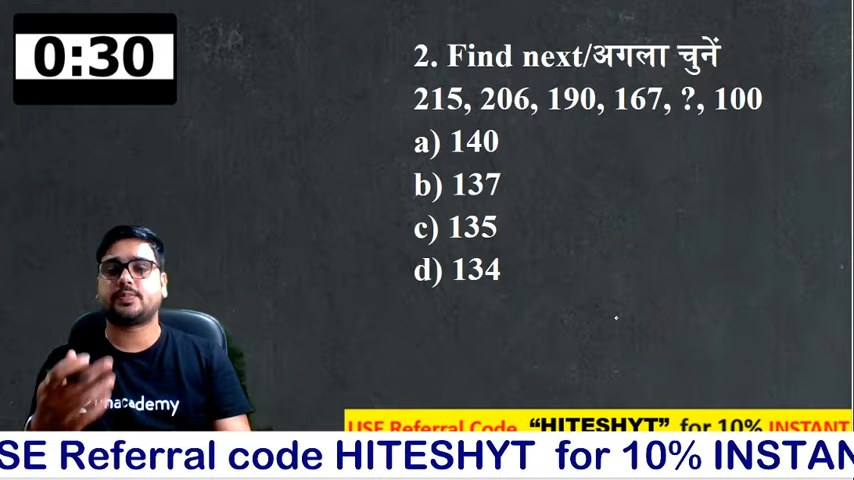 0:30
2. Find next/अगला चुनें
215, 206, 190, 167, ?, 100
a) 140
b) 137
c) 135
d) 134
unacademy
USE Referral Code "HITESHYT" for 10% INSTANT
SE Referral code HITESHYT for 10% INSTAN